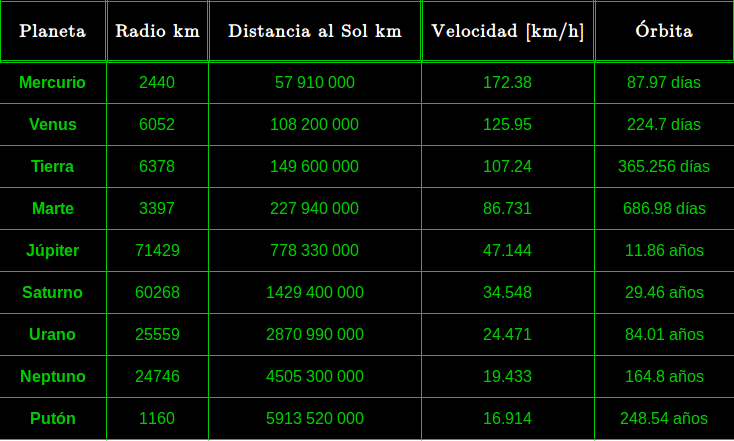 Planeta Radio km Distancia al Sol km Velocidad [km/h] Órbita
Mercurio 2440 57 910 000 172.38 87.97 días
Venus 6052 108 200 000 125.95 224.7 días
Tierra 6378 149 600 000 107.24 365.256 días
Marte 3397 227 940 000 86.731 686.98 días
Júpiter 71429 778 330 000 47.144 11.86 años
Saturno 60268 1429 400 000 34.548 29.46 años
Urano 25559 2870 990 000 24.471 84.01 años
Neptuno 24746 4505 300 000 19.433 164.8 años
Putón 1160 5913 520 000 16.914 248.54 años